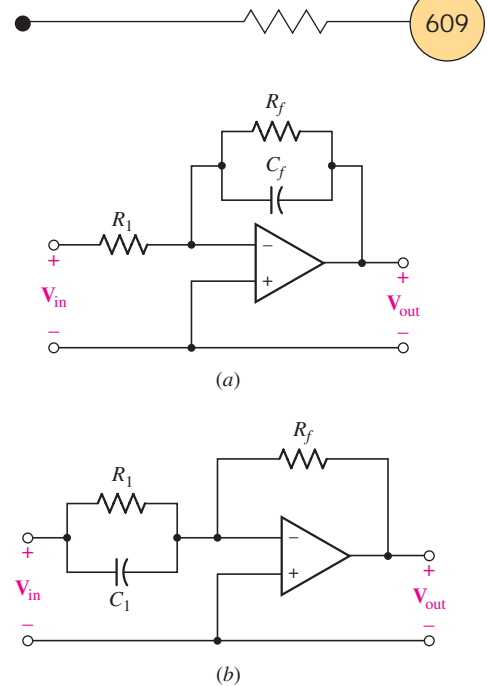 609
R_f
C_f
R_1
−
+
+ +
V_in V_out
− −
(a)
R_f
R_1
−
+
+ +
V_in C_1 V_out
− −
(b)